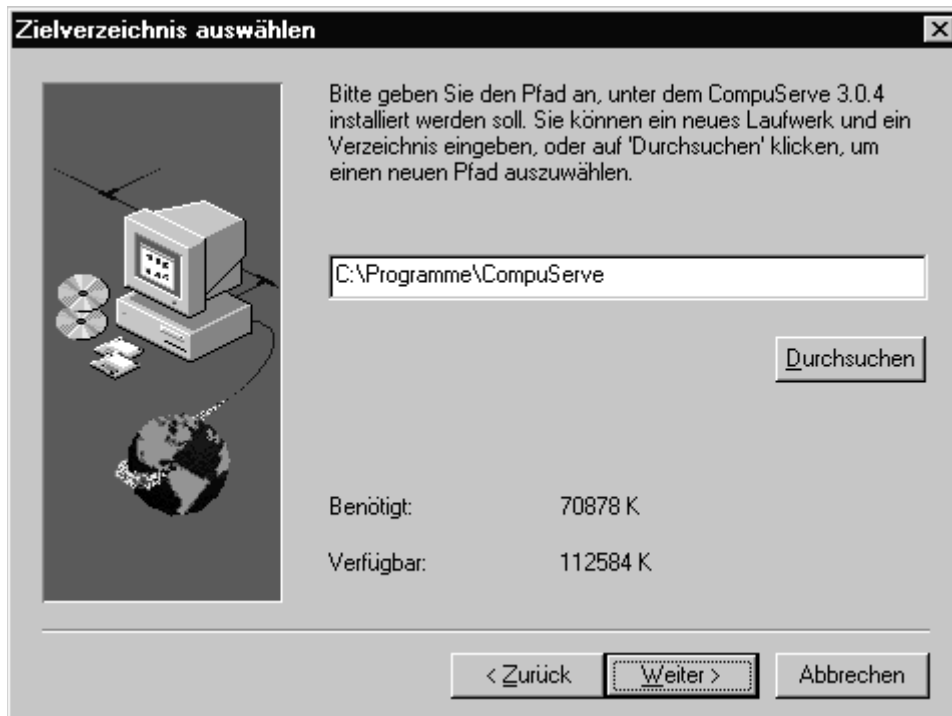 Zielverzeichnis auswählen
Bitte geben Sie den Pfad an, unter dem CompuServe 3.0.4
installiert werden soll. Sie können ein neues Laufwerk und ein
Verzeichnis eingeben, oder auf 'Durchsuchen' klicken, um
einen neuen Pfad auszuwählen.
C:\Programme\CompuServe
Durchsuchen
Benötigt: 70878 K
Verfügbar: 112584 K
< Zurück Weiter > Abbrechen